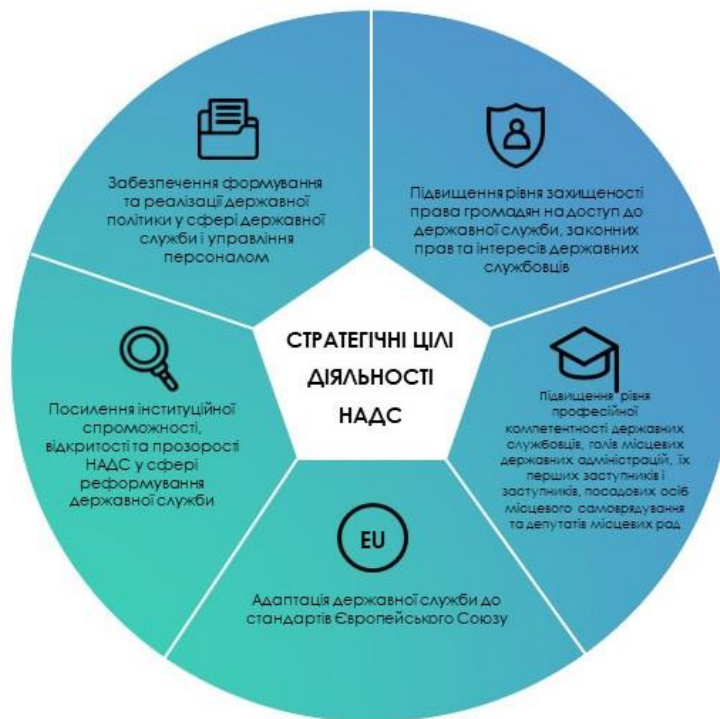 Забезпечення формування
та реалізації державної
політики у сфері державної
служби і управління
персоналом
Підвищення рівня захищеності
права громадян на доступ до
державної служби, законних
прав та інтересів державних
службовців
СТРАТЕГІЧНІ ЦІЛІ
ДІЯЛЬНОСТІ
НАДС
Посилення інституційної
спроможності,
відкритості та прозорості
НАДС у сфері
реформування
державної служби
Підвищення рівня
професійної
компетентності державних
службовців, голів місцевих
державних адміністрацій, їх
перших заступників і
заступників, посадових осіб
місцевого самоврядування
та депутатів місцевих рад
EU
Адаптація державної служби до
стандартів Європейського Союзу